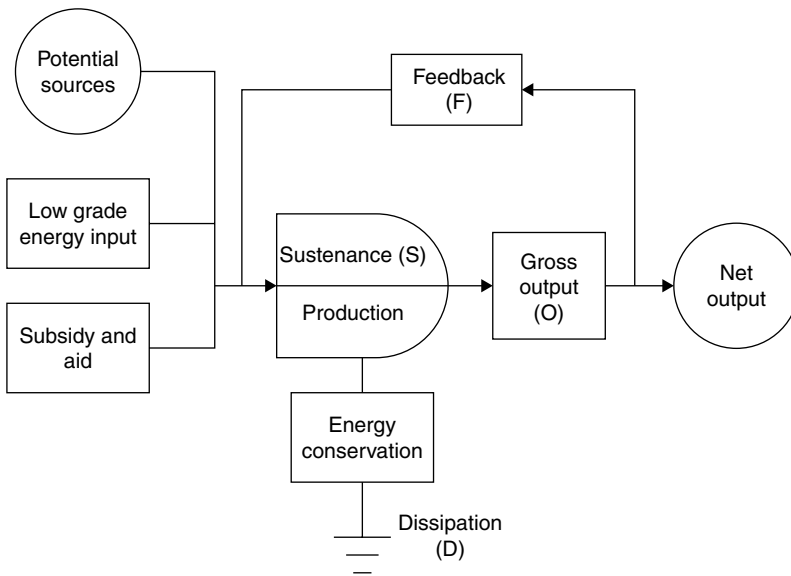 Potential
sources
Feedback
(F)
Low grade
energy input
Sustenance (S)
Production
Gross
output
(O)
Net
output
Subsidy and
aid
Energy
conservation
Dissipation
(D)